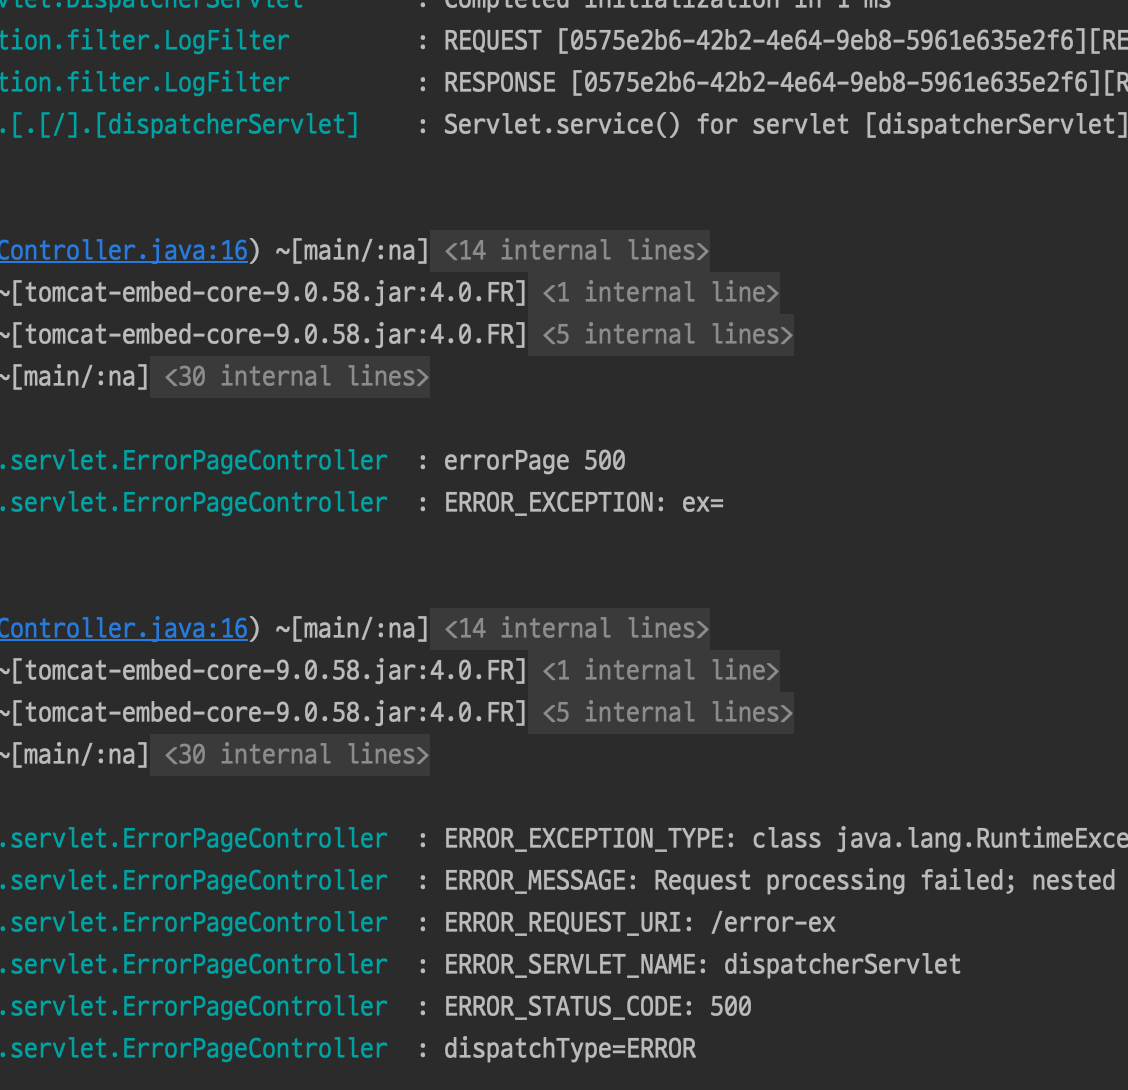 vlet.DispatcherServlet : Completed initialization in 1 ms
tion.filter.LogFilter : REQUEST [0575e2b6-42b2-4e64-9eb8-5961e635e2f6][RE
tion.filter.LogFilter : RESPONSE [0575e2b6-42b2-4e64-9eb8-5961e635e2f6][R
.[.[/].[dispatcherServlet] : Servlet.service() for servlet [dispatcherServlet]
Controller.java:16) ~[main/:na] <14 internal lines>
~[tomcat-embed-core-9.0.58.jar:4.0.FR] <1 internal line>
~[tomcat-embed-core-9.0.58.jar:4.0.FR] <5 internal lines>
~[main/:na] <30 internal lines>
.servlet.ErrorPageController : errorPage 500
.servlet.ErrorPageController : ERROR_EXCEPTION: ex=
Controller.java:16) ~[main/:na] <14 internal lines>
~[tomcat-embed-core-9.0.58.jar:4.0.FR] <1 internal line>
~[tomcat-embed-core-9.0.58.jar:4.0.FR] <5 internal lines>
~[main/:na] <30 internal lines>
.servlet.ErrorPageController : ERROR_EXCEPTION_TYPE: class java.lang.RuntimeExce
.servlet.ErrorPageController : ERROR_MESSAGE: Request processing failed; nested
.servlet.ErrorPageController : ERROR_REQUEST_URI: /error-ex
.servlet.ErrorPageController : ERROR_SERVLET_NAME: dispatcherServlet
.servlet.ErrorPageController : ERROR_STATUS_CODE: 500
.servlet.ErrorPageController : dispatchType=ERROR